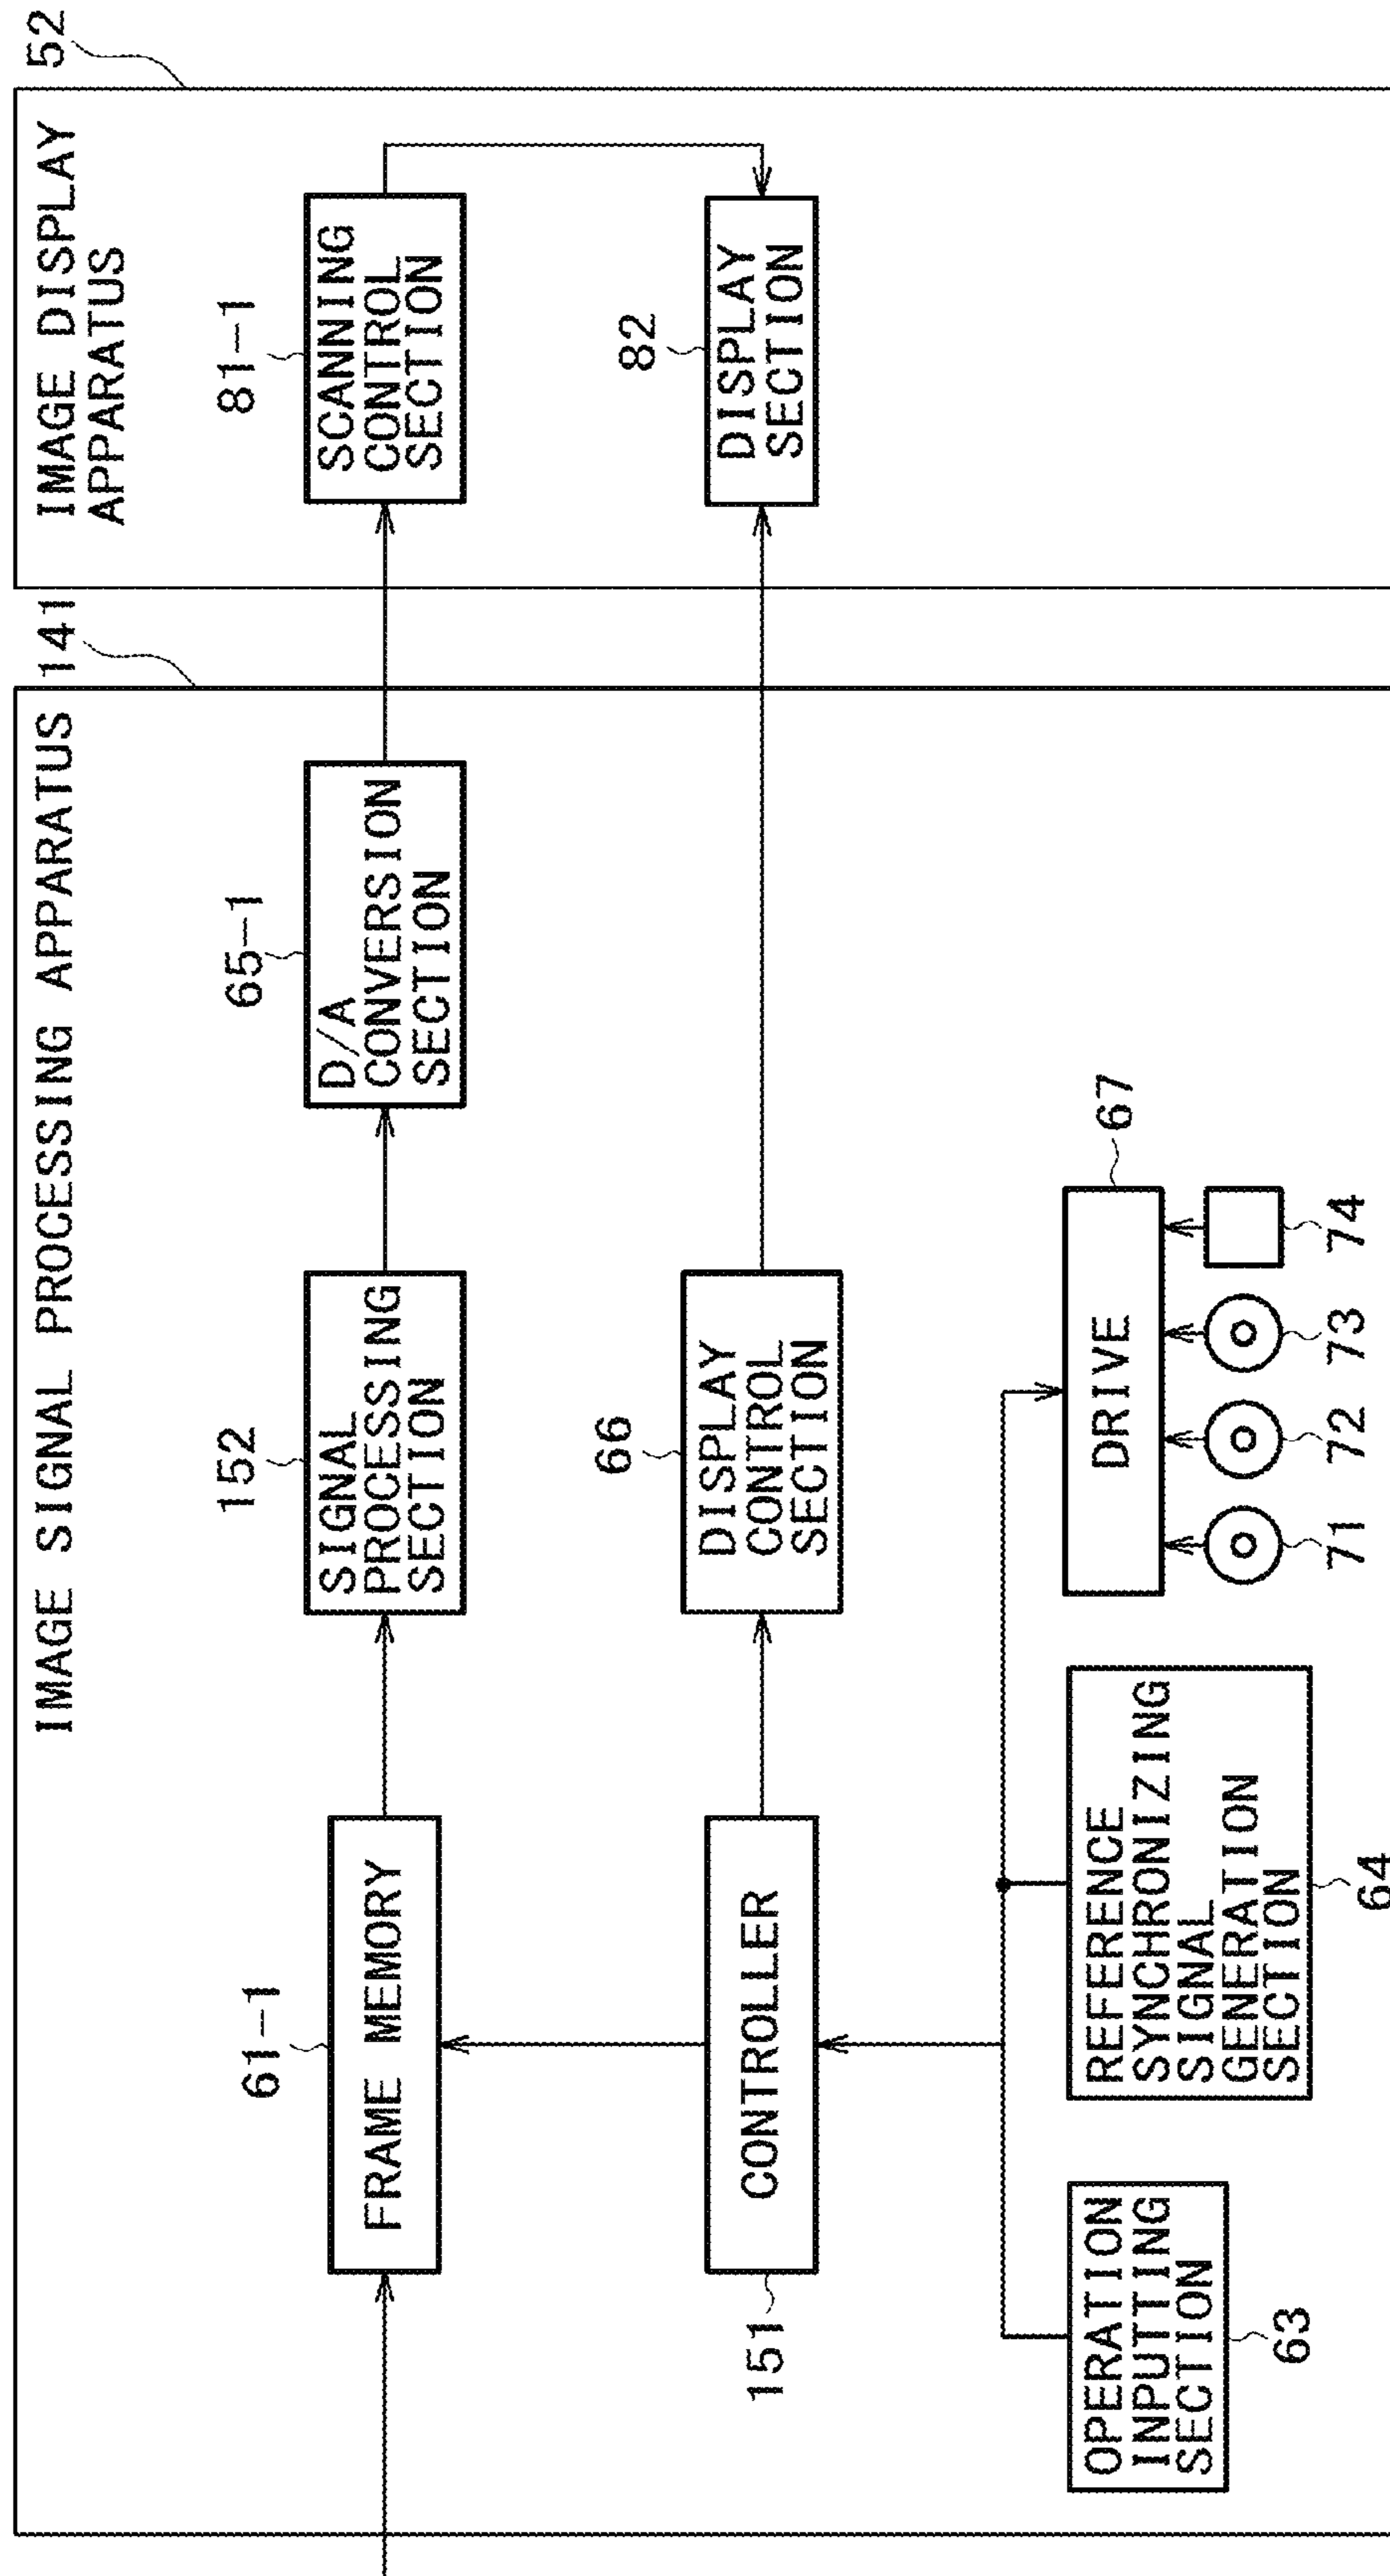 IMAGE SIGNAL PROCESSING APPARATUS
141
IMAGE DISPLAY
APPARATUS
52
61-1
FRAME MEMORY
152
SIGNAL
PROCESSING
SECTION
65-1
D/A
CONVERSION
SECTION
81-1
SCANNING
CONTROL
SECTION
151
CONTROLLER
66
DISPLAY
CONTROL
SECTION
82
DISPLAY
SECTION
OPERATION
INPUTTING
SECTION
63
REFERENCE
SYNCHRONIZING
SIGNAL
GENERATION
SECTION
64
DRIVE
67
71
72
73
74